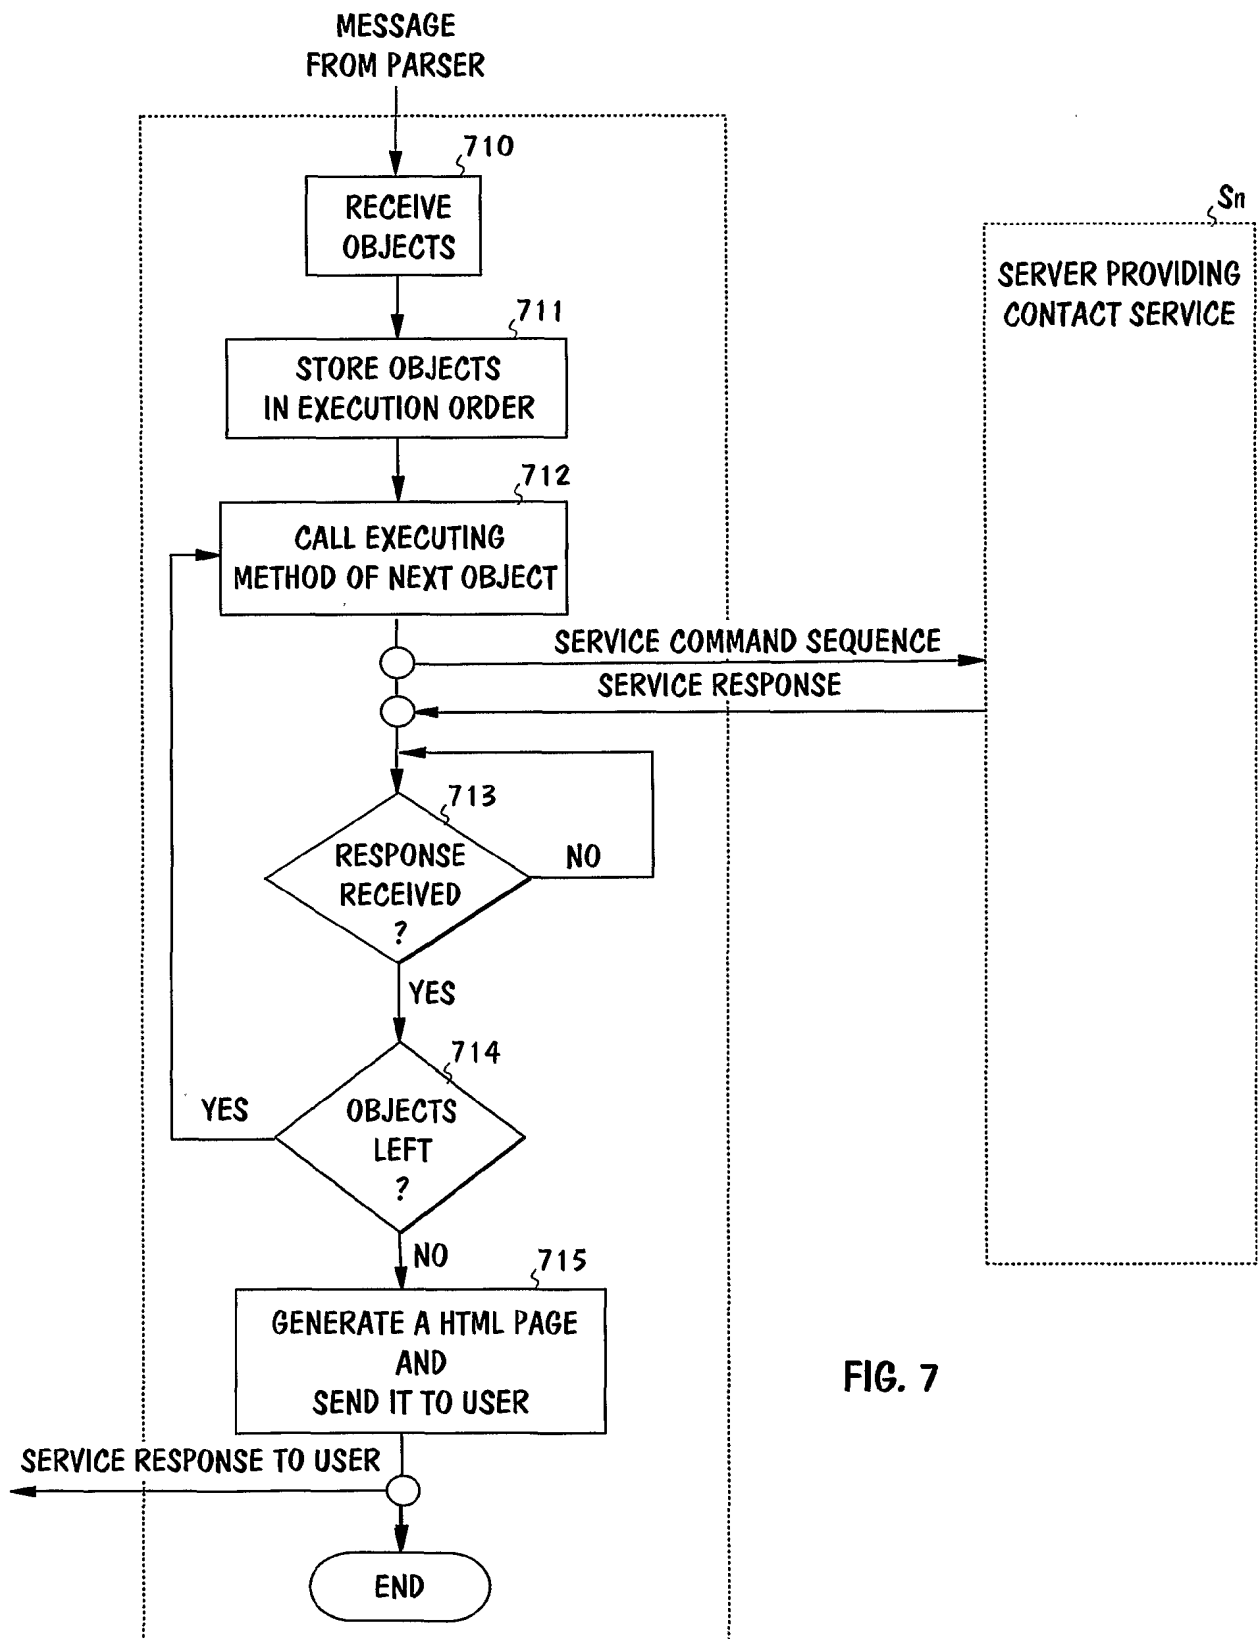 MESSAGE
FROM PARSER
710
RECEIVE
OBJECTS
Sn
SERVER PROVIDING
CONTACT SERVICE
711
STORE OBJECTS
IN EXECUTION ORDER
712
CALL EXECUTING
METHOD OF NEXT OBJECT
SERVICE COMMAND SEQUENCE
SERVICE RESPONSE
713
RESPONSE
RECEIVED
?
NO
YES
714
OBJECTS
LEFT
?
YES
NO
715
GENERATE A HTML PAGE
AND
SEND IT TO USER
FIG. 7
SERVICE RESPONSE TO USER
END